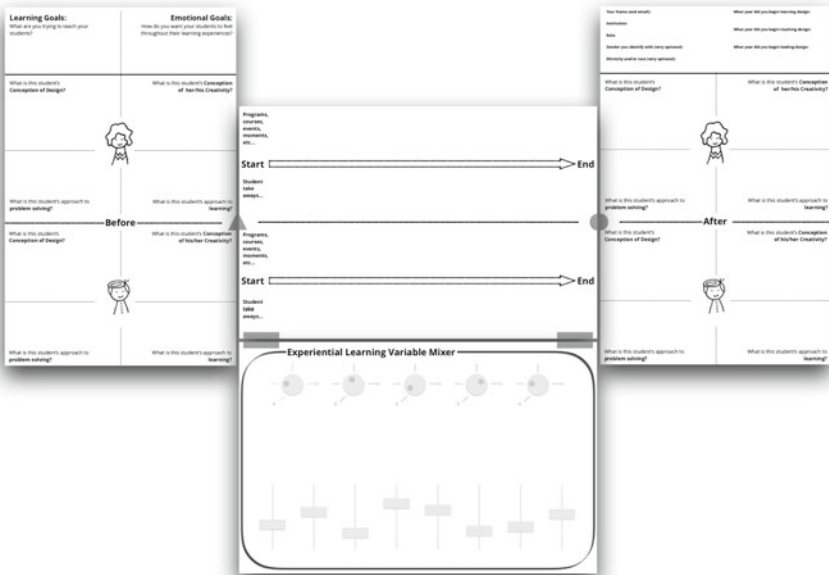 Learning Goals:
What are you trying to teach your
students?
Emotional Goals:
How do you want your students to feel
throughout their learning experiences?
What is this student's
Conception of Design?
What is this student's Conception
of her/his Creativity?
What is this student's approach to
problem solving?
What is this student's approach to
learning?
Before
What is this student's
Conception of Design?
What is this student's Conception
of his/her Creativity?
What is this student's approach to
problem solving?
What is this student's approach to
learning?
Programs,
courses,
events,
moments,
etc...
Start
End
Student
take
aways...
Programs,
courses,
events,
moments,
etc...
Start
End
Student
take
aways...
Experiential Learning Variable Mixer
Your Name (and email):
Institution:
Role:
Gender you identify with (very optional):
Ethnicity and/or race (very optional):
What year did you begin learning design:
What year did you begin teaching design:
What year did you begin leading design:
What is this student's
Conception of Design?
What is this student's Conception
of her/his Creativity?
What is this student's approach to
problem solving?
What is this student's approach to
learning?
After
What is this student's
Conception of Design?
What is this student's Conception
of his/her Creativity?
What is this student's approach to
problem solving?
What is this student's approach to
learning?